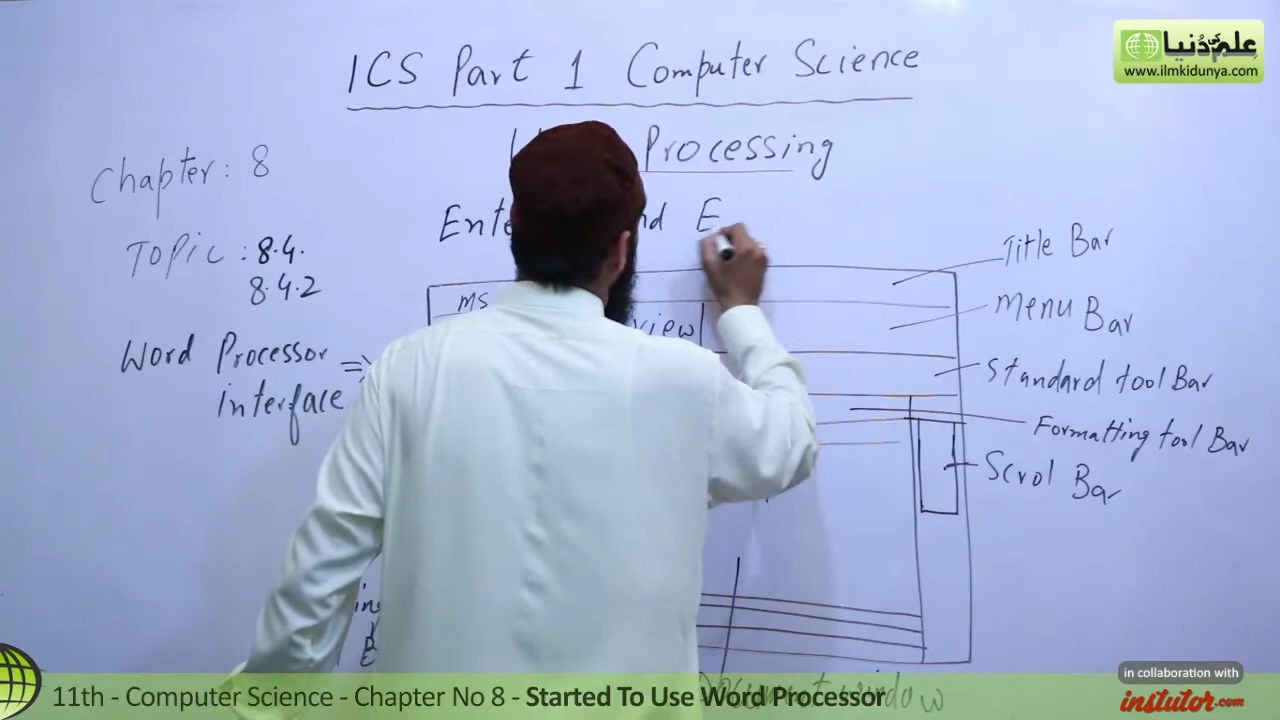 ICS Part 1 Computer Science
علم کی دنیا
www.ilmkidunya.com
Processing
Chapter: 8
E
Topic: 8.4.
8.4.2
Title Bar
Menu Bar
ms
view
Word Processor
interface
Standard tool Bar
Formatting tool Bar
Scrol Bar
Document window
in collaboration with
instutor.com
11th - Computer Science - Chapter No 8 - Started To Use Word Processor